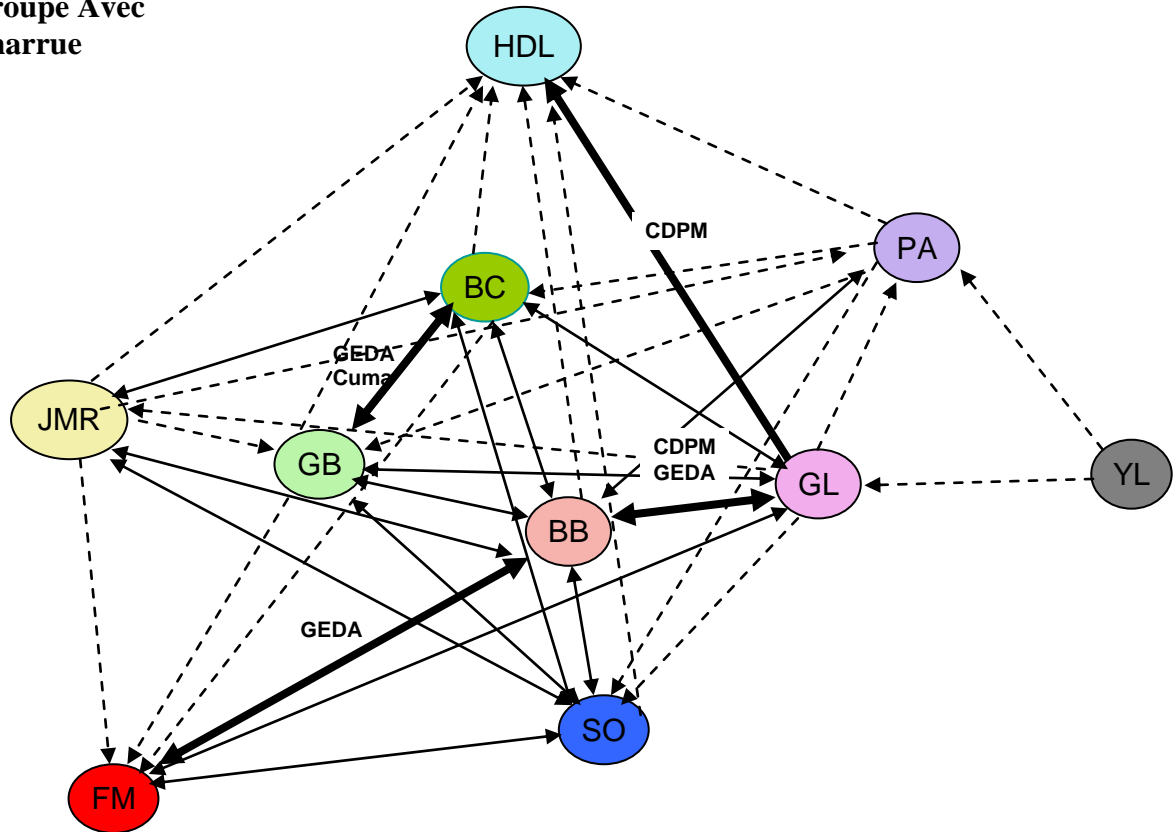 roupe Avec
harrue
HDL
CDPM
PA
BC
GEDA
Cuma
JMR
GB
CDPM
GEDA
GL
YL
BB
GEDA
SO
FM